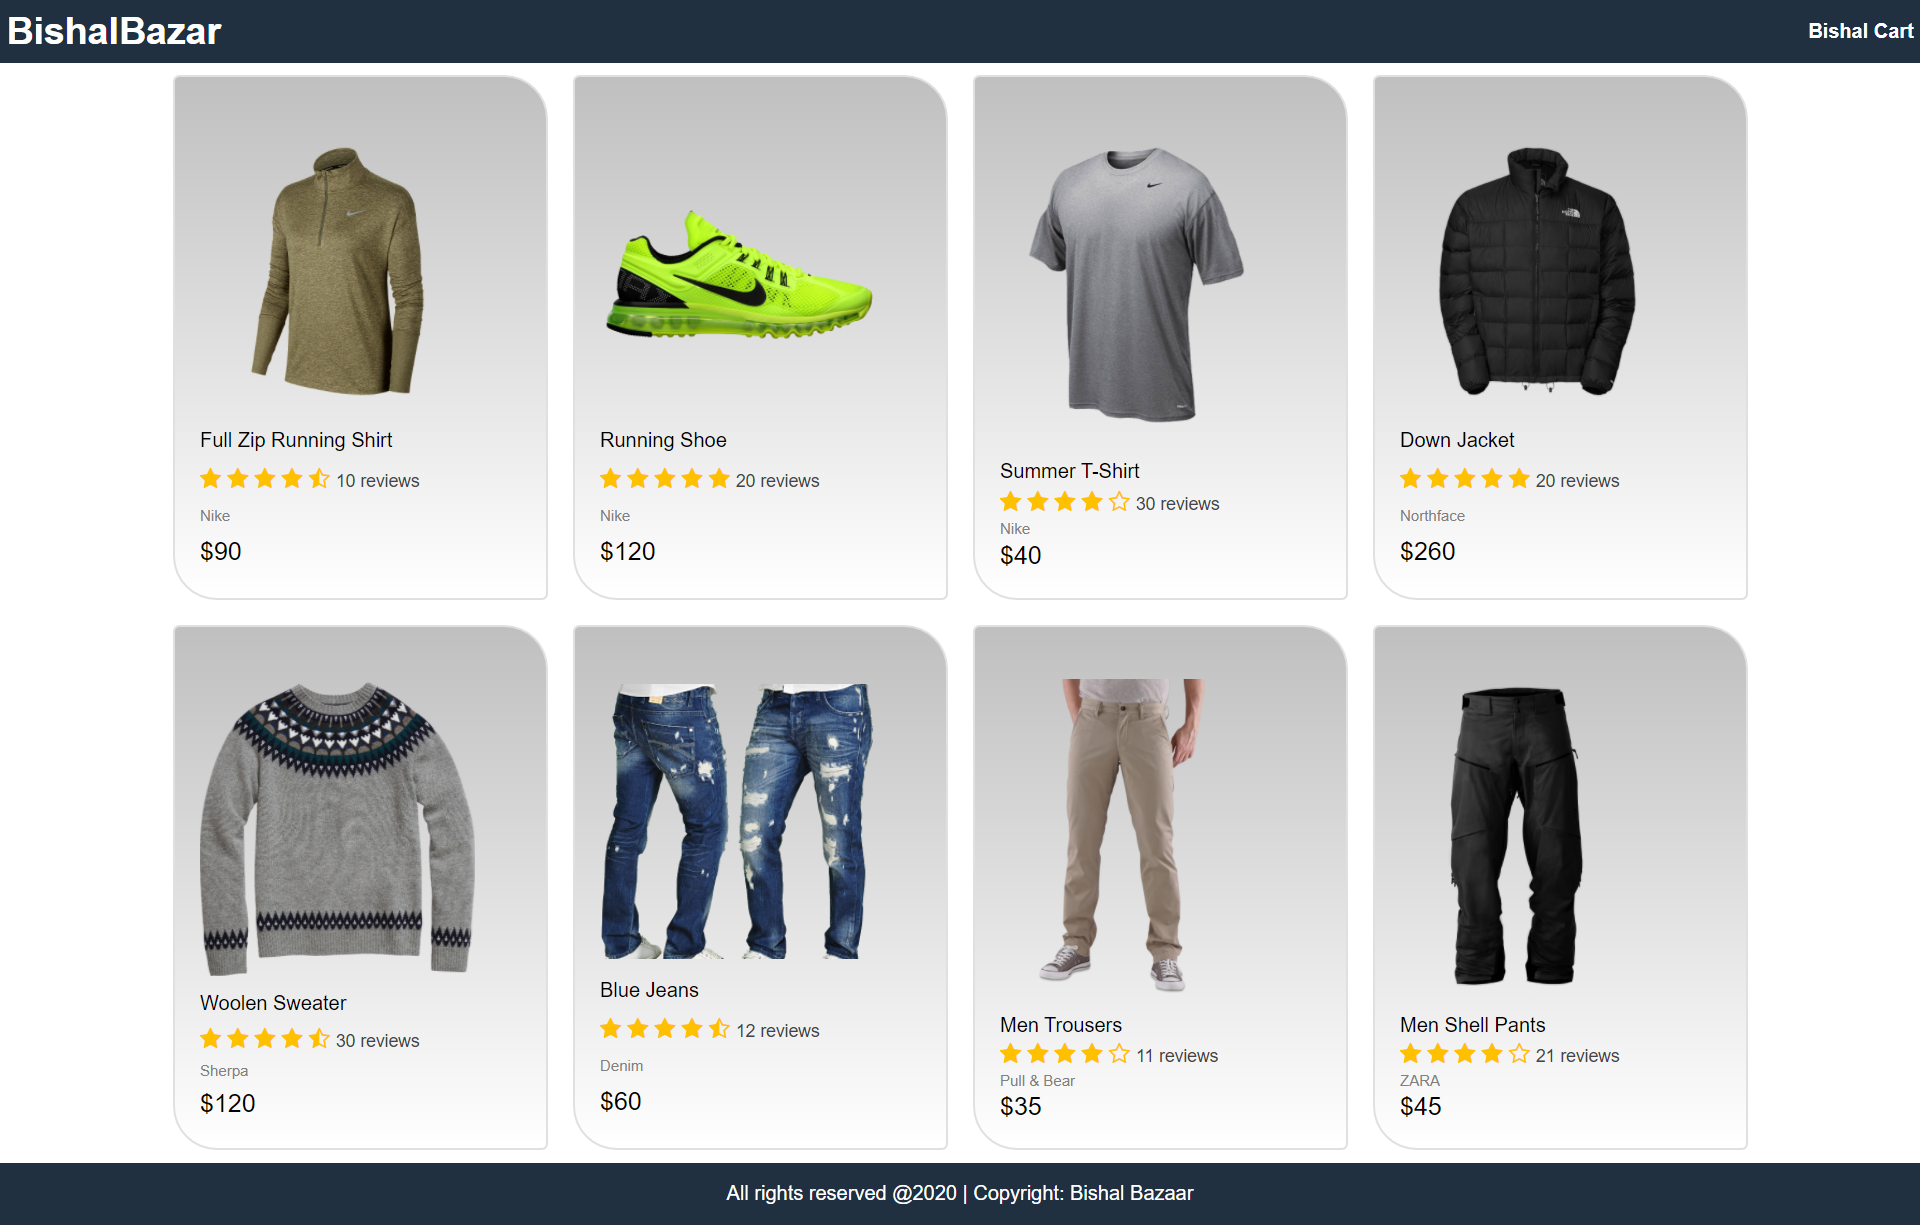 BishalBazar
Bishal Cart
Full Zip Running Shirt
10 reviews
Nike
$90
Running Shoe
20 reviews
Nike
$120
Summer T-Shirt
30 reviews
Nike
$40
Down Jacket
20 reviews
Northface
$260
Woolen Sweater
30 reviews
Sherpa
$120
Blue Jeans
12 reviews
Denim
$60
Men Trousers
11 reviews
Pull & Bear
$35
Men Shell Pants
21 reviews
ZARA
$45
All rights reserved @2020 | Copyright: Bishal Bazaar